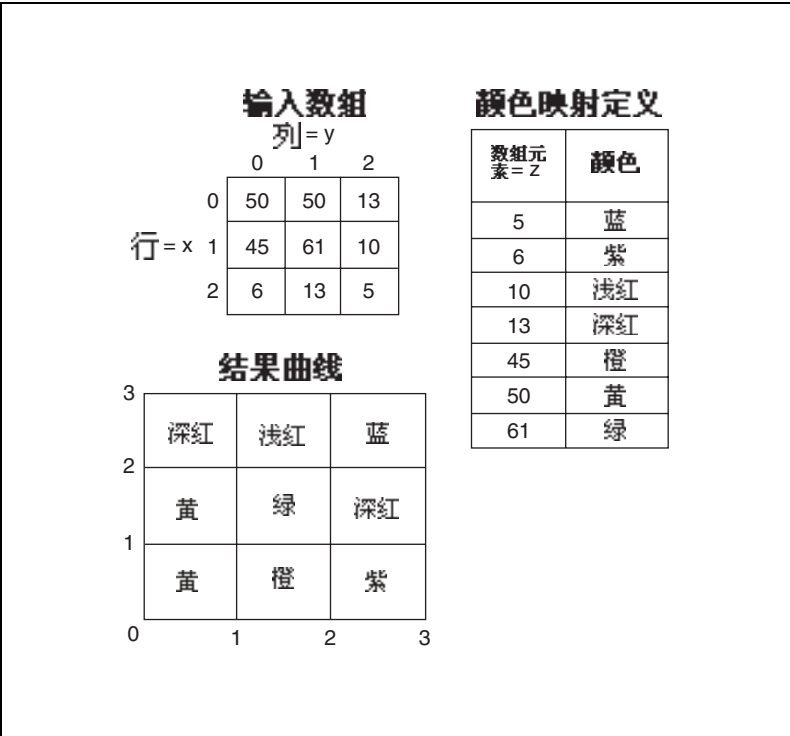 输入数组
列 = y
0 1 2
0 50 50 13
行 = x 1 45 61 10
2 6 13 5
颜色映射定义
数组元
素 = z 颜色
5 蓝
6 紫
10 浅红
13 深红
45 橙
50 黄
61 绿
结果曲线
3
深红 浅红 蓝
2
黄 绿 深红
1
黄 橙 紫
0 1 2 3